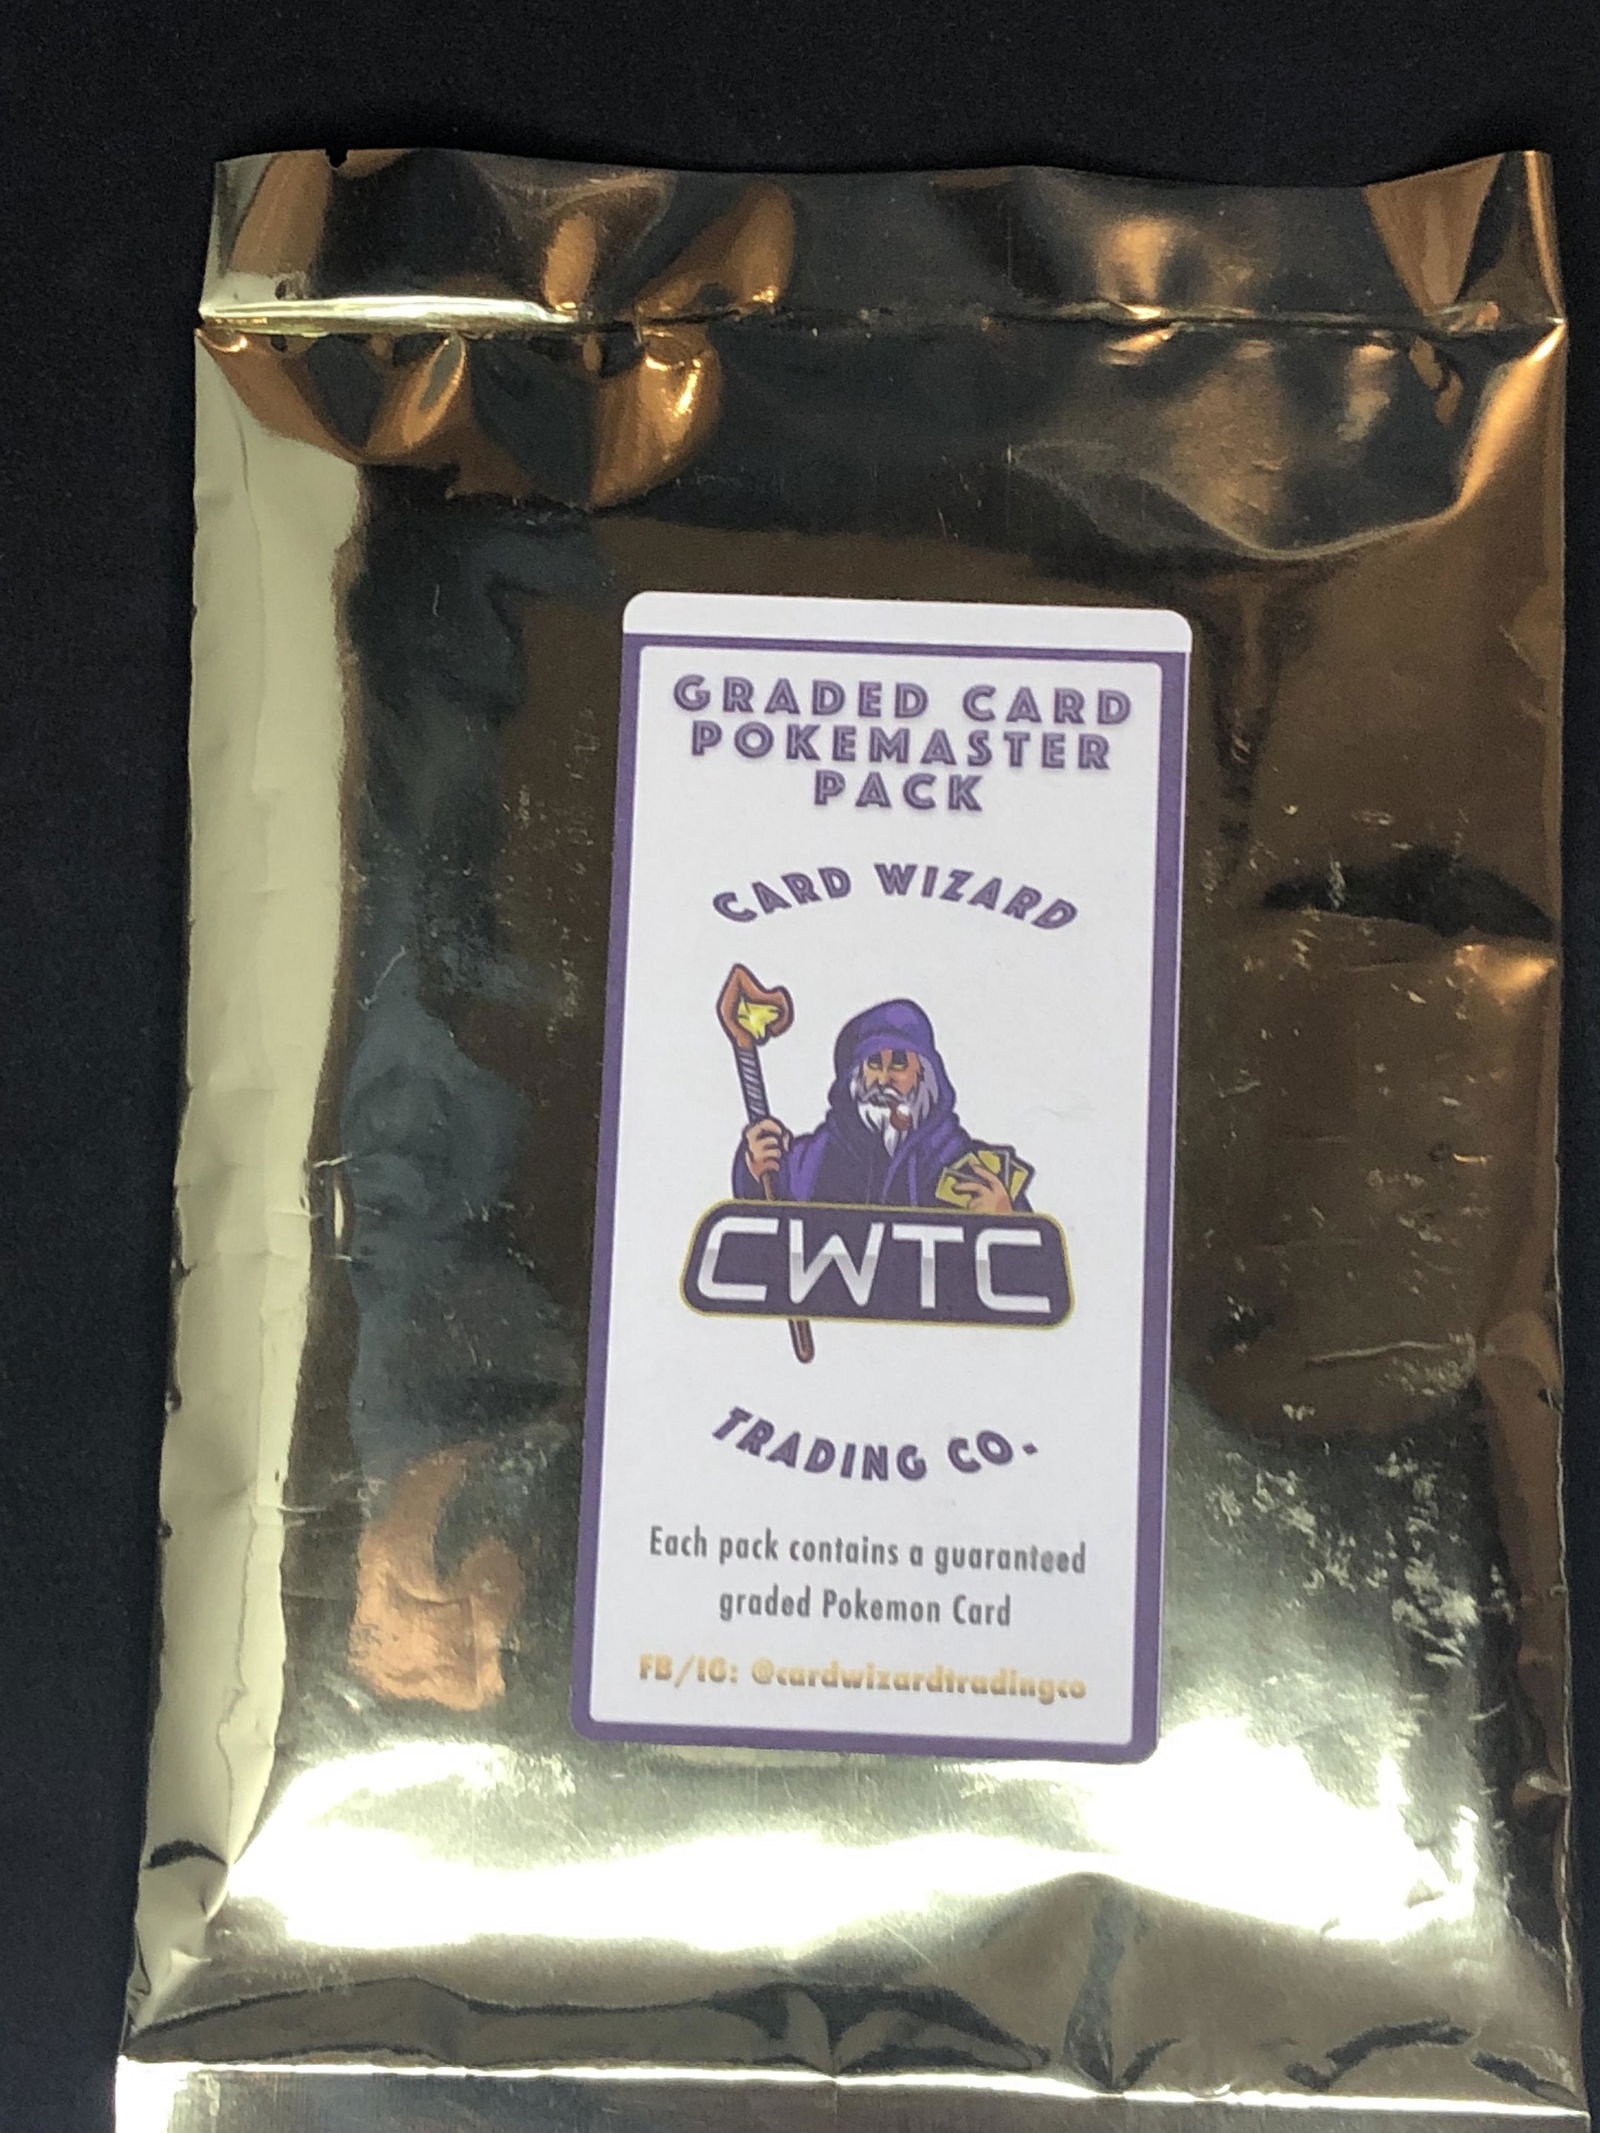 GRADED CARD
POKEMASTER
PACK
CARD WIZARD
CWTC
TRADING CO.
Each pack contains a guaranteed
graded Pokemon Card
FB/IG: @cardwizardtradingco